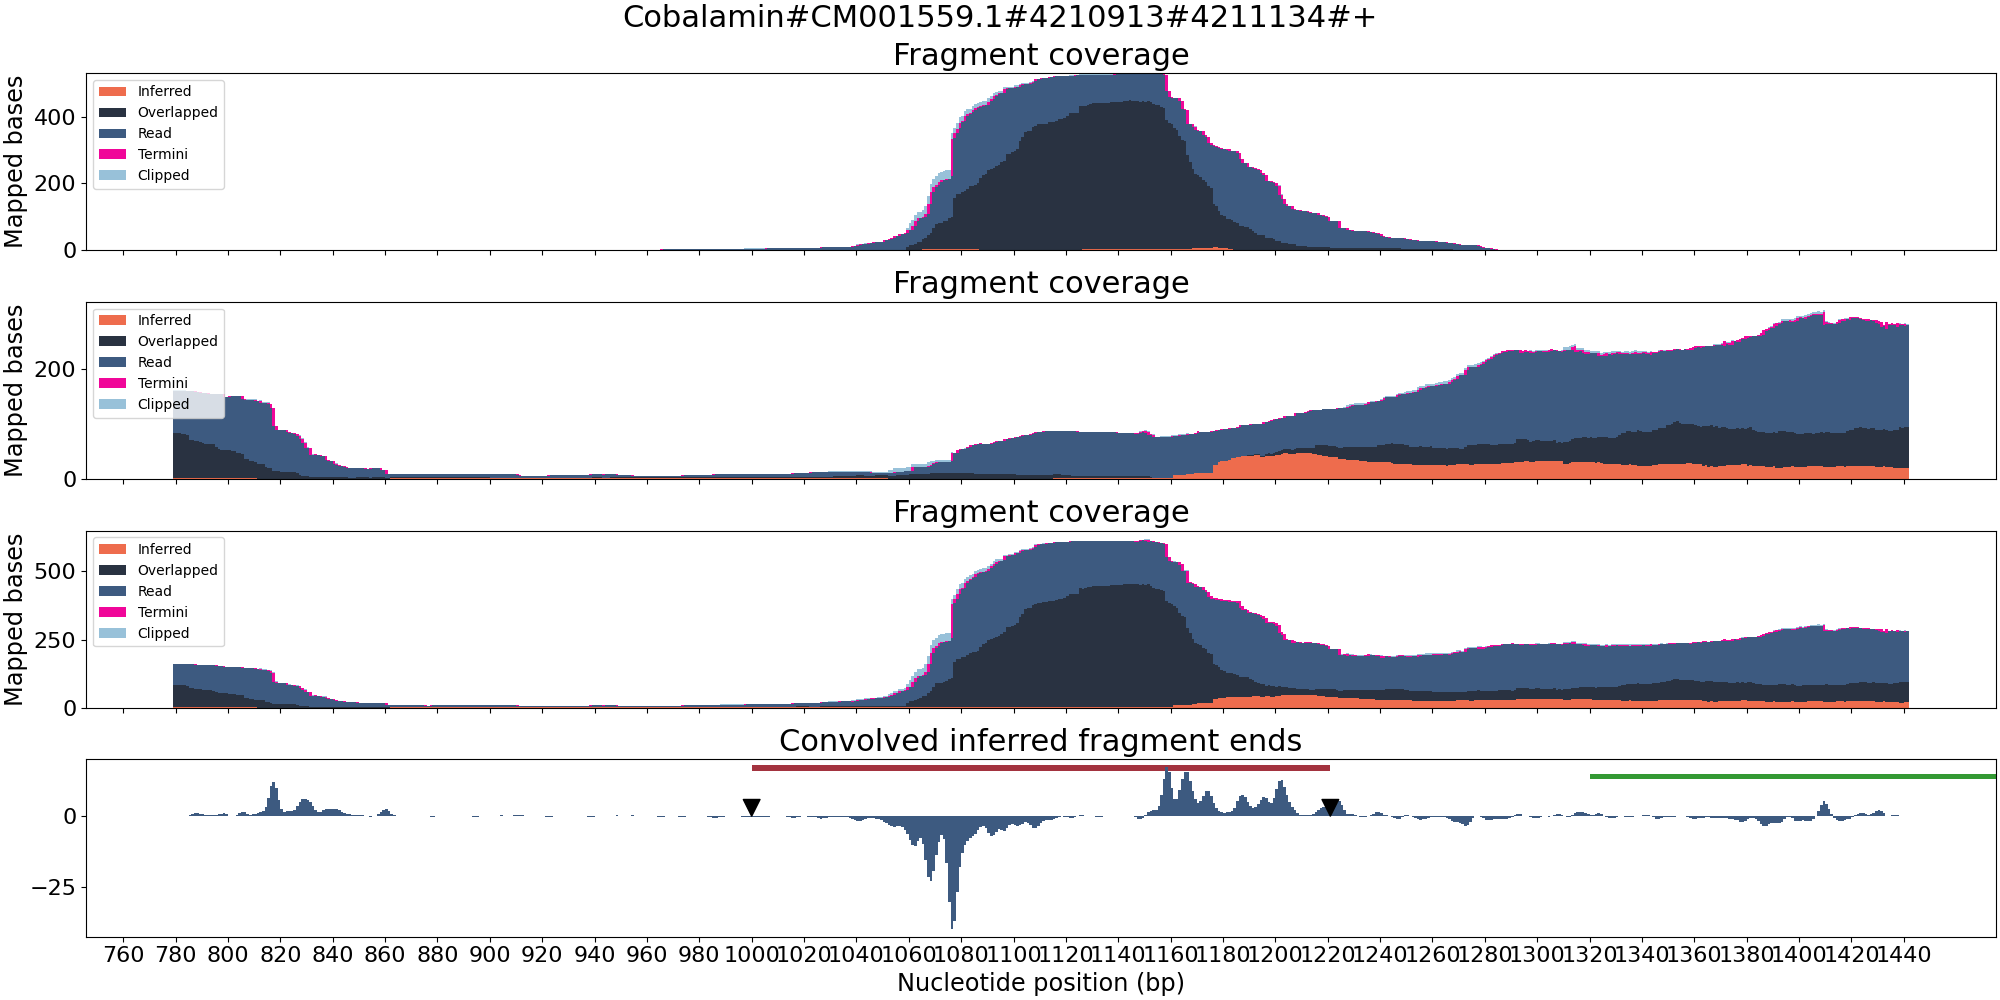 Cobalamin#CM001559.1#4210913#4211134#+
Fragment coverage
Mapped bases
400
200
0
Inferred
Overlapped
Read
Termini
Clipped
Fragment coverage
Mapped bases
200
0
Inferred
Overlapped
Read
Termini
Clipped
Fragment coverage
Mapped bases
500
250
0
Inferred
Overlapped
Read
Termini
Clipped
Convolved inferred fragment ends
0
−25
760 780 800 820 840 860 880 900 920 940 960 980 1000 1020 1040 1060 1080 1100 1120 1140 1160 1180 1200 1220 1240 1260 1280 1300 1320 1340 1360 1380 1400 1420 1440
Nucleotide position (bp)